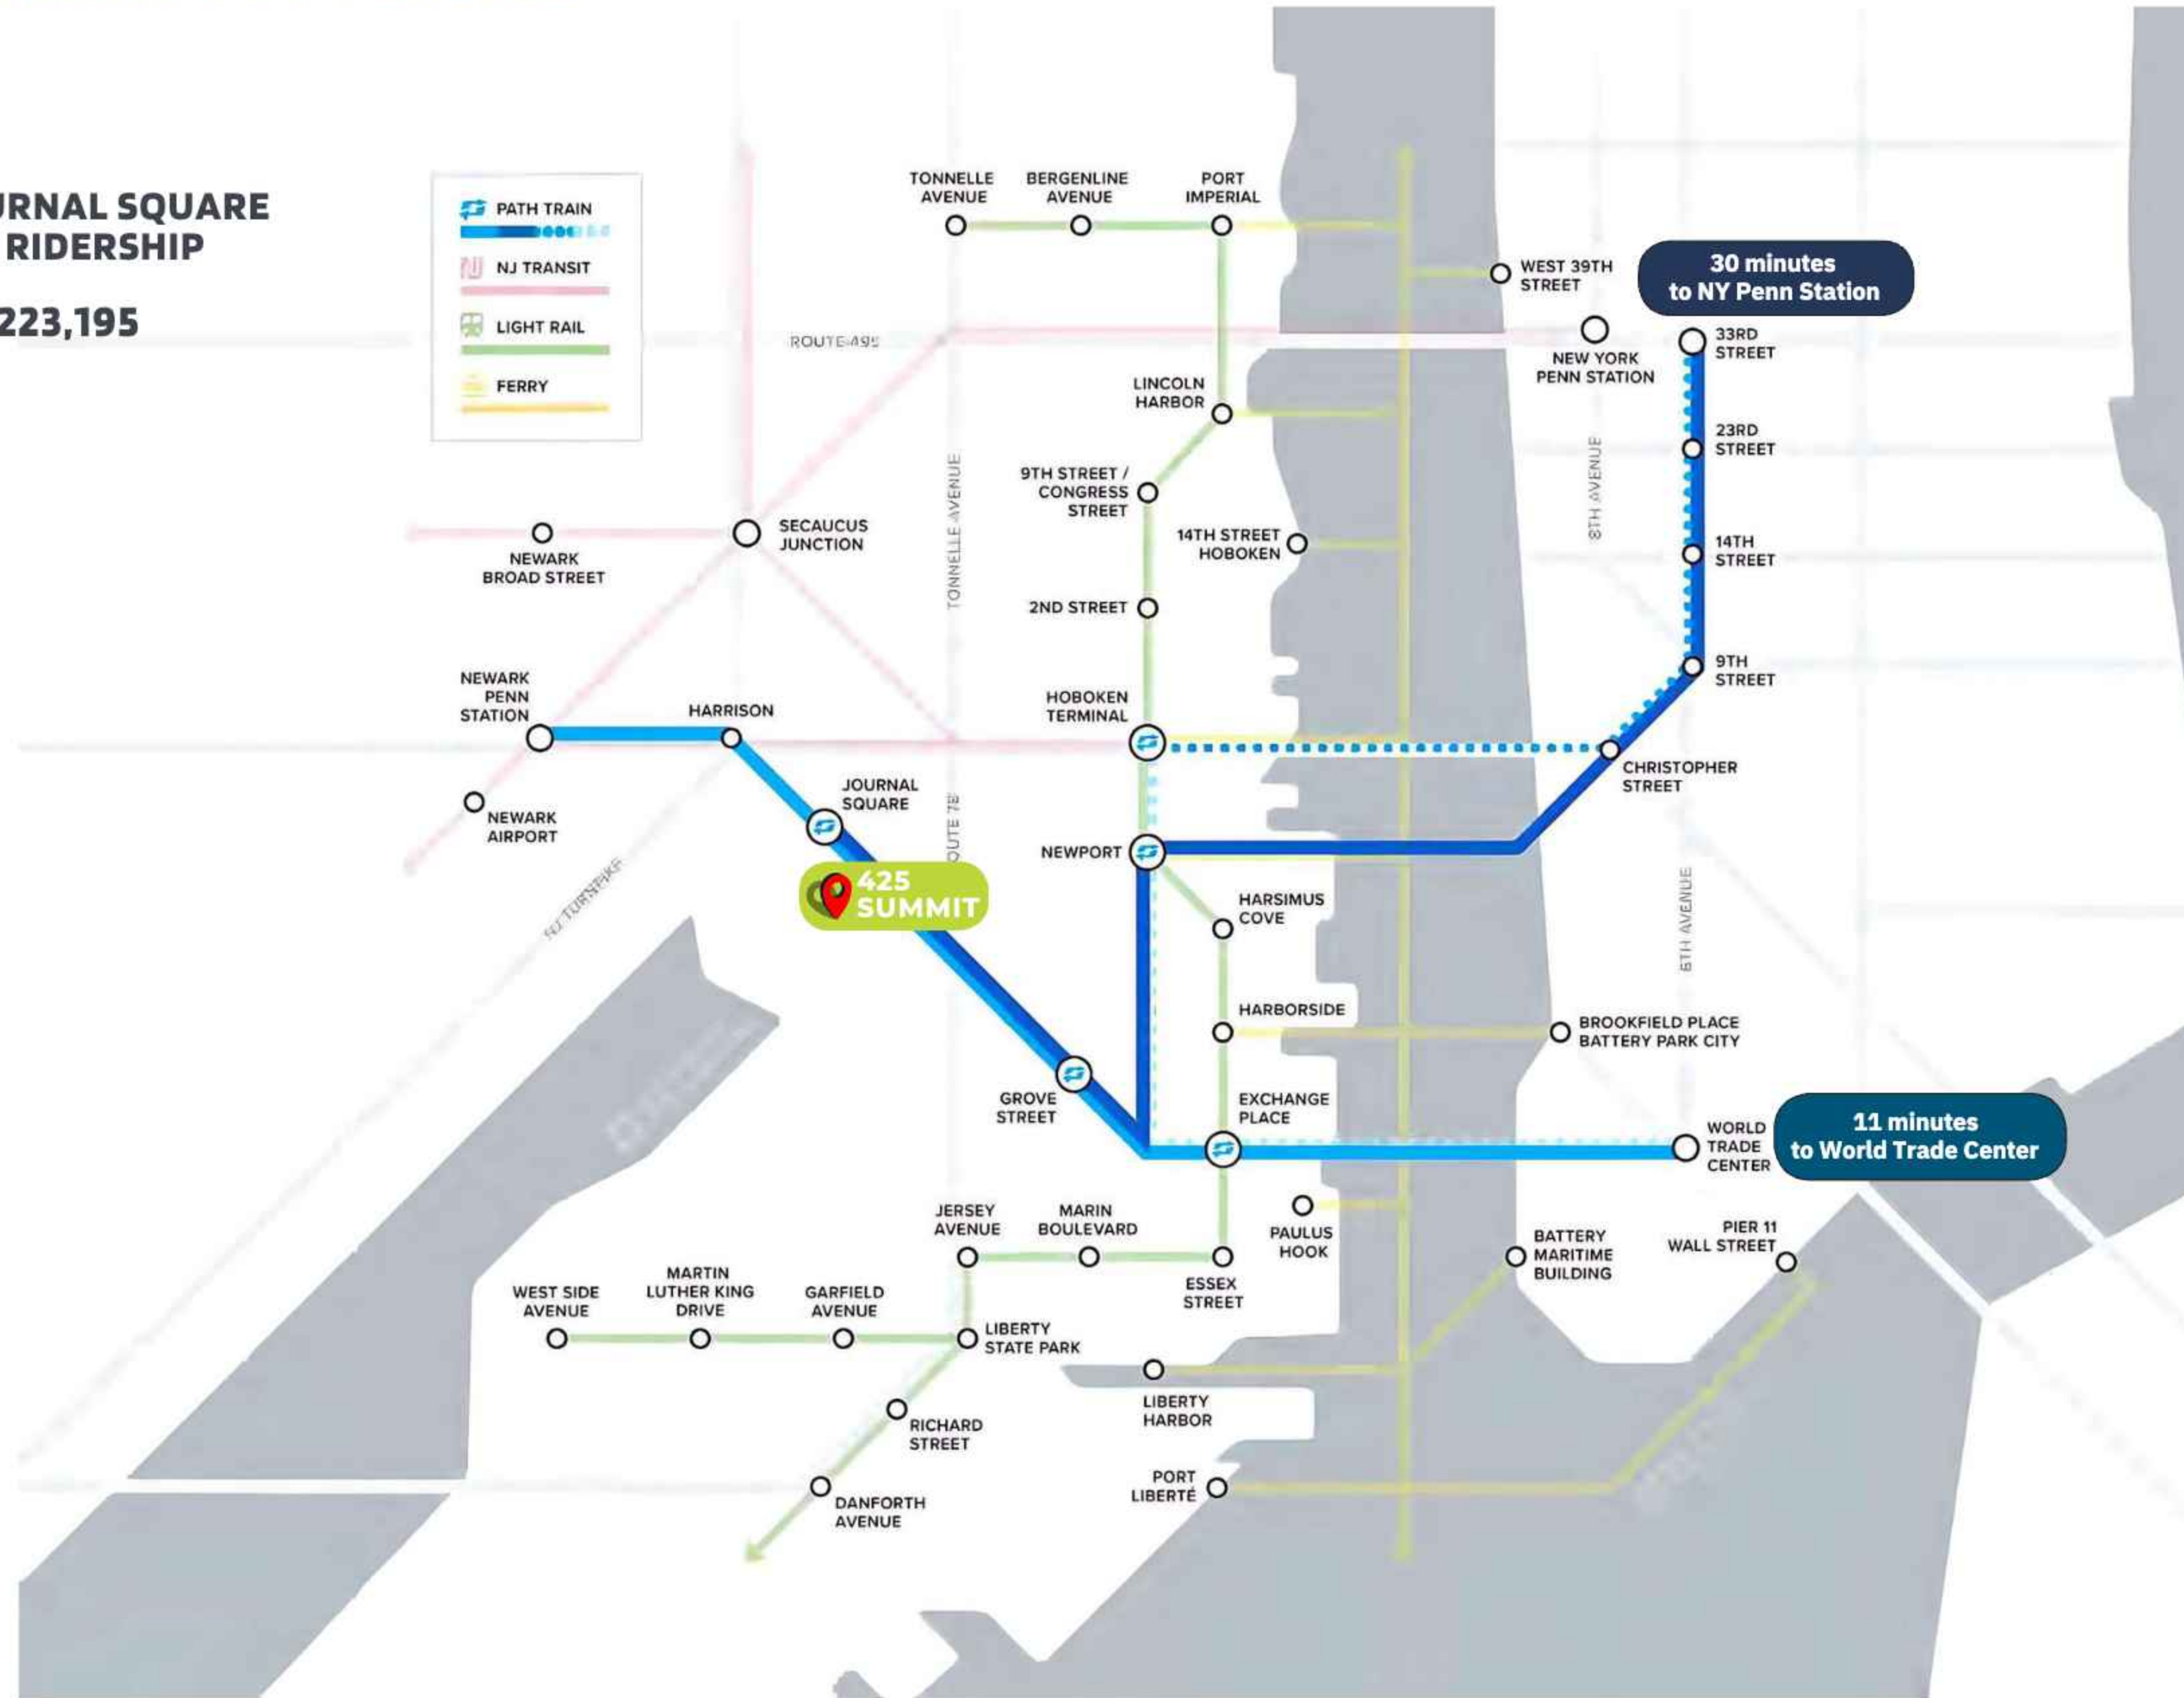 URNAL SQUARE
RIDERSHIP
223,195
PATH TRAIN
NJ TRANSIT
LIGHT RAIL
FERRY
TONNELLE
AVENUE
BERGENLINE
AVENUE
PORT
IMPERIAL
WEST 39TH
STREET
30 minutes
to NY Penn Station
ROUTE 495
NEW YORK
PENN STATION
33RD
STREET
LINCOLN
HARBOR
23RD
STREET
8TH AVENUE
TONNELLE AVENUE
9TH STREET /
CONGRESS
STREET
SECAUCUS
JUNCTION
14TH STREET
HOBOKEN
14TH
STREET
NEWARK
BROAD STREET
2ND STREET
9TH
STREET
NEWARK
PENN
STATION
HARRISON
HOBOKEN
TERMINAL
CHRISTOPHER
STREET
JOURNAL
SQUARE
NEWARK
AIRPORT
NEWPORT
NJ TURNPIKE
425
SUMMIT
HARSIMUS
COVE
6TH AVENUE
HARBORSIDE
BROOKFIELD PLACE
BATTERY PARK CITY
GROVE
STREET
EXCHANGE
PLACE
WORLD
TRADE
CENTER
11 minutes
to World Trade Center
JERSEY
AVENUE
MARIN
BOULEVARD
PAULUS
HOOK
BATTERY
MARITIME
BUILDING
PIER 11
WALL STREET
WEST SIDE
AVENUE
MARTIN
LUTHER KING
DRIVE
GARFIELD
AVENUE
ESSEX
STREET
LIBERTY
STATE PARK
LIBERTY
HARBOR
RICHARD
STREET
PORT
LIBERTÉ
DANFORTH
AVENUE